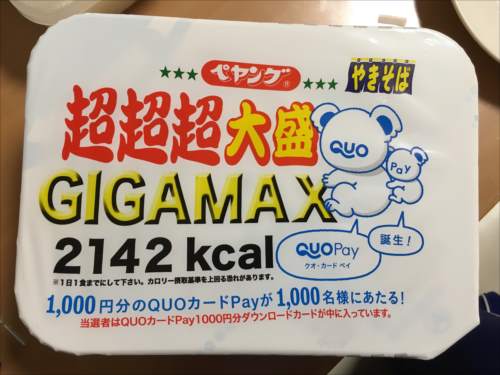 ペヤング®
やきそば
超超超大盛
GIGAMAX
QUO
Pay
2142 kcal
誕生!
QUO Pay
クオ・カード ペイ
※1日1食までにして下さい。カロリー摂取基準を上回る恐れがあります。
1,000円分のQUOカードPayが1,000名様にあたる!
当選者はQUOカードPay1000円分ダウンロードカードが中に入っています。